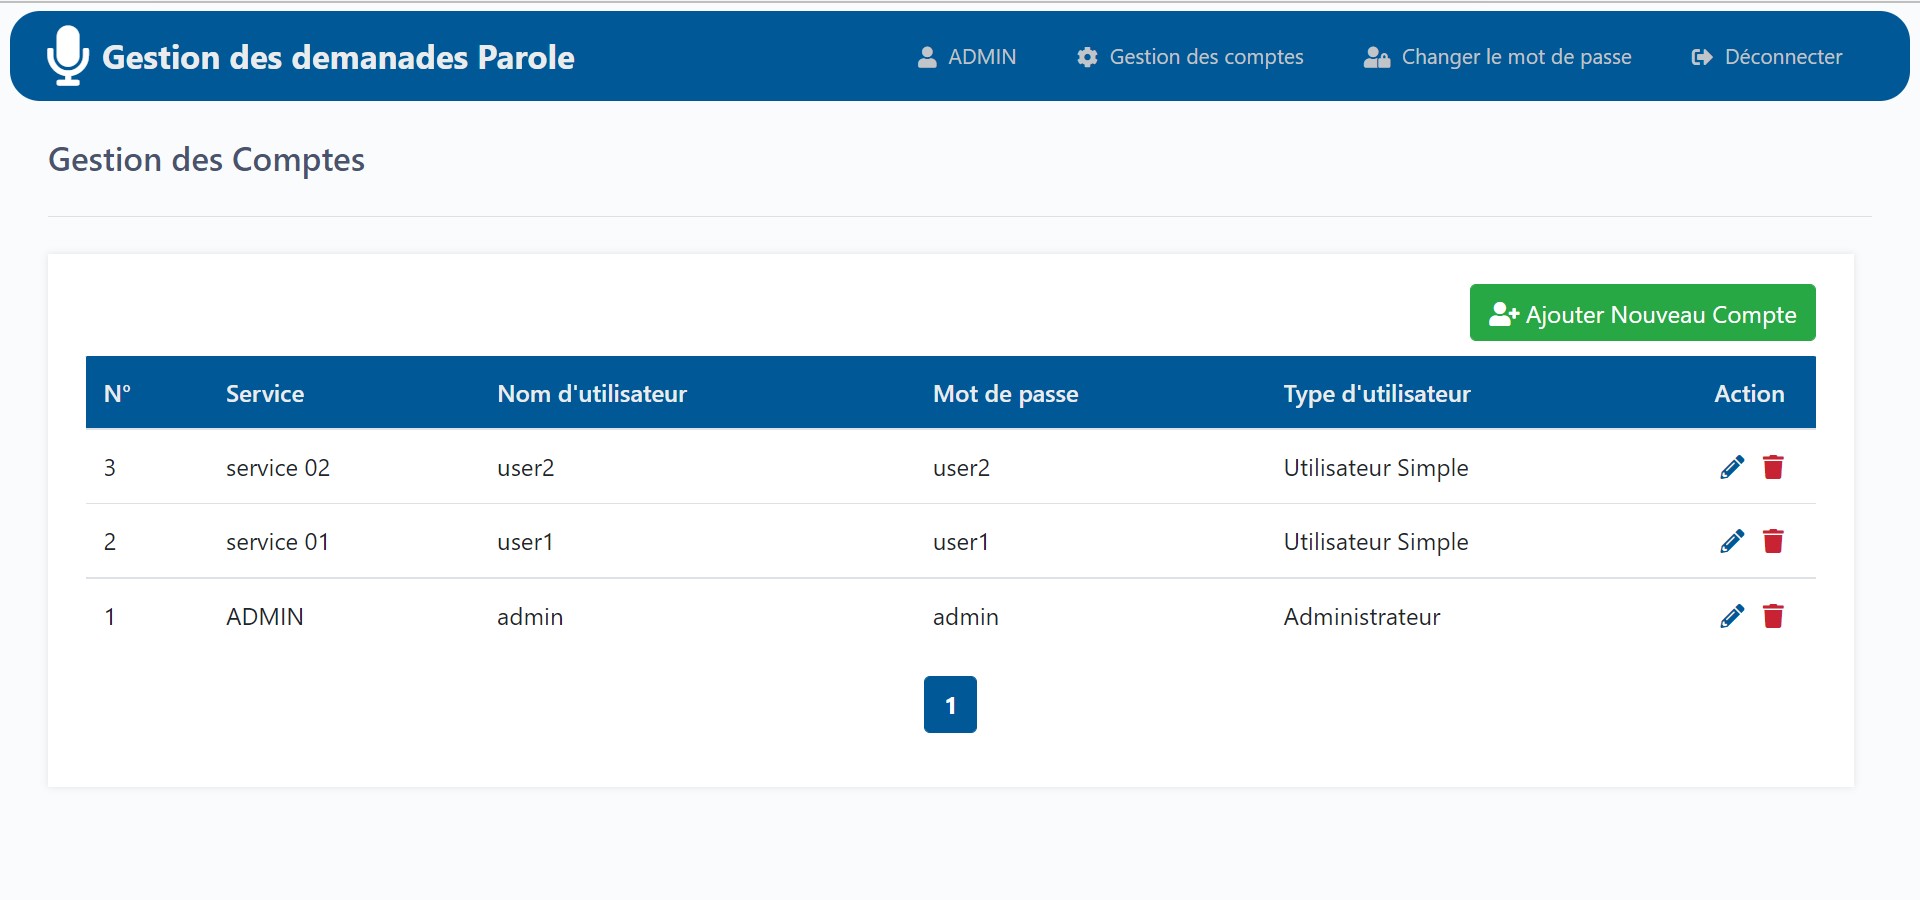 Gestion des demanades Parole
ADMIN Gestion des comptes Changer le mot de passe Déconnecter
Gestion des Comptes
Ajouter Nouveau Compte
N° Service Nom d'utilisateur Mot de passe Type d'utilisateur Action
3 service 02 user2 user2 Utilisateur Simple
2 service 01 user1 user1 Utilisateur Simple
1 ADMIN admin admin Administrateur
1